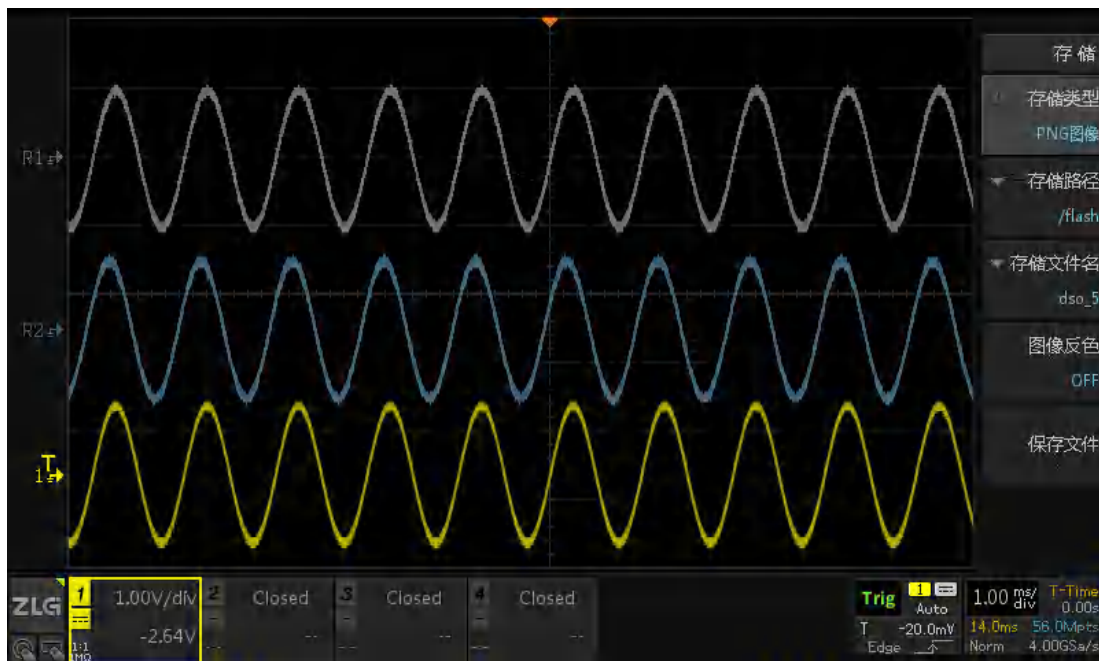 存 储
存储类型
PNG图像
存储路径
/flash
存储文件名
dso_5
图像反色
OFF
保存文件
R1
R2
T
1
ZLG
1
1:1
1MΩ
1.00V/div
-2.64V
2
Closed
--
3
Closed
--
4
Closed
--
Trig
1
Auto
T -20.0mV
Edge
1.00 ms/div
T-Time
0.00s
14.0ms 56.0Mpts
Norm 4.00GSa/s